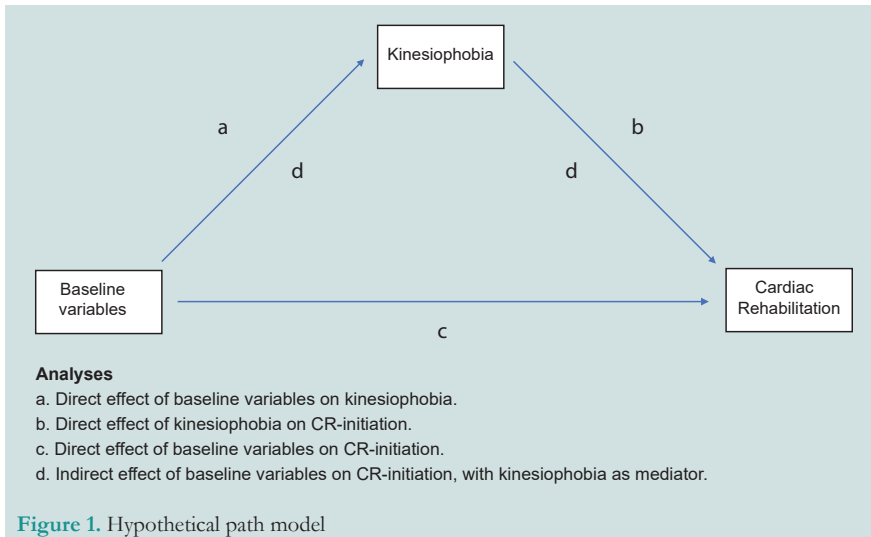 Kinesiophobia
a
b
d
d
Baseline
variables
Cardiac
Rehabilitation
c
Analyses
a. Direct effect of baseline variables on kinesiophobia.
b. Direct effect of kinesiophobia on CR-initiation.
c. Direct effect of baseline variables on CR-initiation.
d. Indirect effect of baseline variables on CR-initiation, with kinesiophobia as mediator.
Figure 1. Hypothetical path model